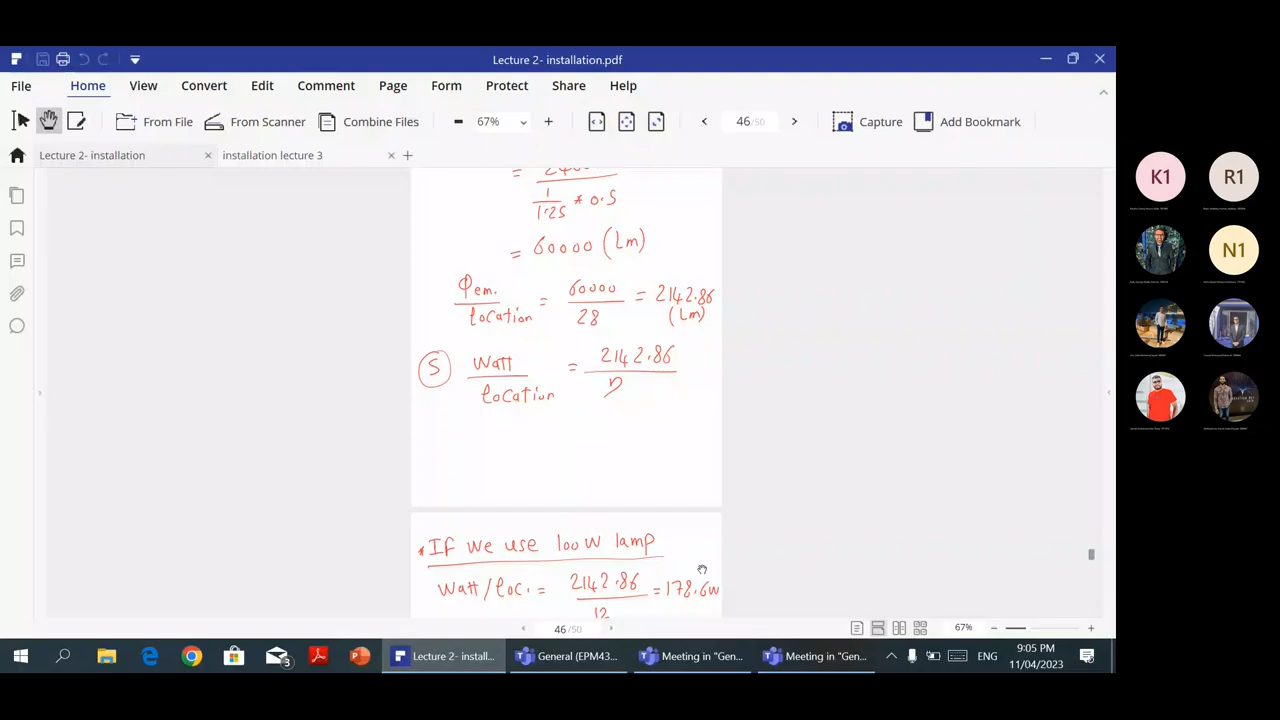 Lecture 2- installation.pdf
File Home View Convert Edit Comment Page Form Protect Share Help
From File From Scanner Combine Files 67% 46/50 Capture Add Bookmark
Lecture 2- installation × installation lecture 3 × +
=
1/1.25 * 0.5
= 60000 (Lm)
Φem./location = 60000/28 = 2142.86 (Lm)
5 Watt/location = 2142.86/η
* If we use 100W lamp
Watt/loc. = 2142.86/12 = 178.6W
46/50 67%
K1 R1
N1
Lecture 2- install... General (EPM43... Meeting in "Gen... Meeting in "Gen... ENG 9:05 PM
11/04/2023
3